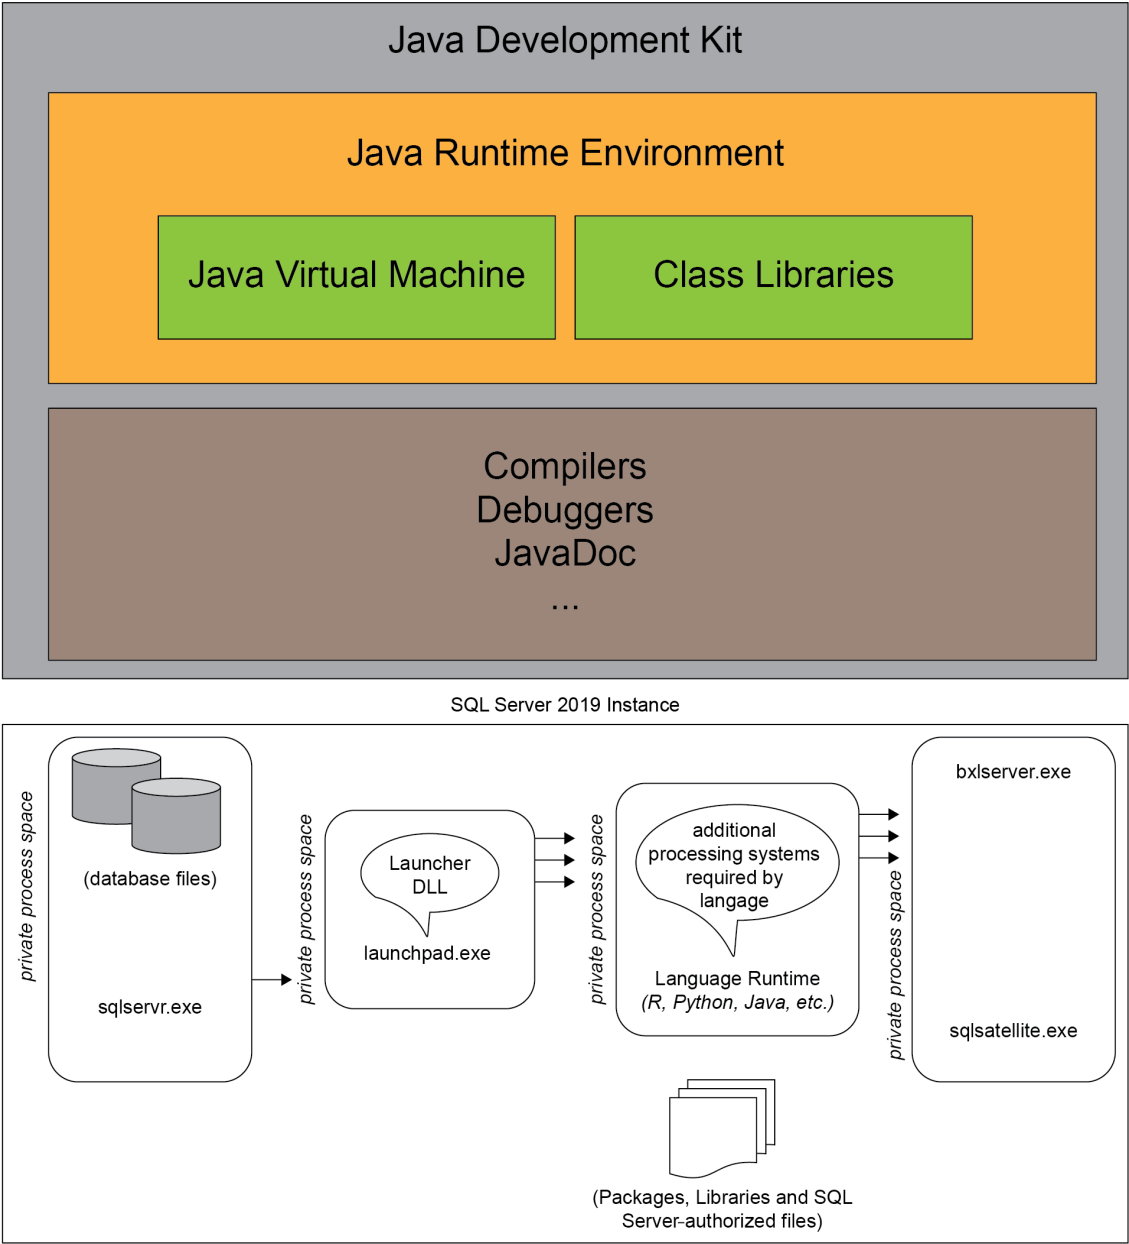 Java Development Kit
Java Runtime Environment
Java Virtual Machine
Class Libraries
Compilers
Debuggers
JavaDoc
...
SQL Server 2019 Instance
private process space
(database files)
sqlservr.exe
private process space
Launcher
DLL
launchpad.exe
private process space
additional
processing systems
required by
langage
Language Runtime
(R, Python, Java, etc.)
private process space
bxlserver.exe
sqlsatellite.exe
(Packages, Libraries and SQL
Server-authorized files)